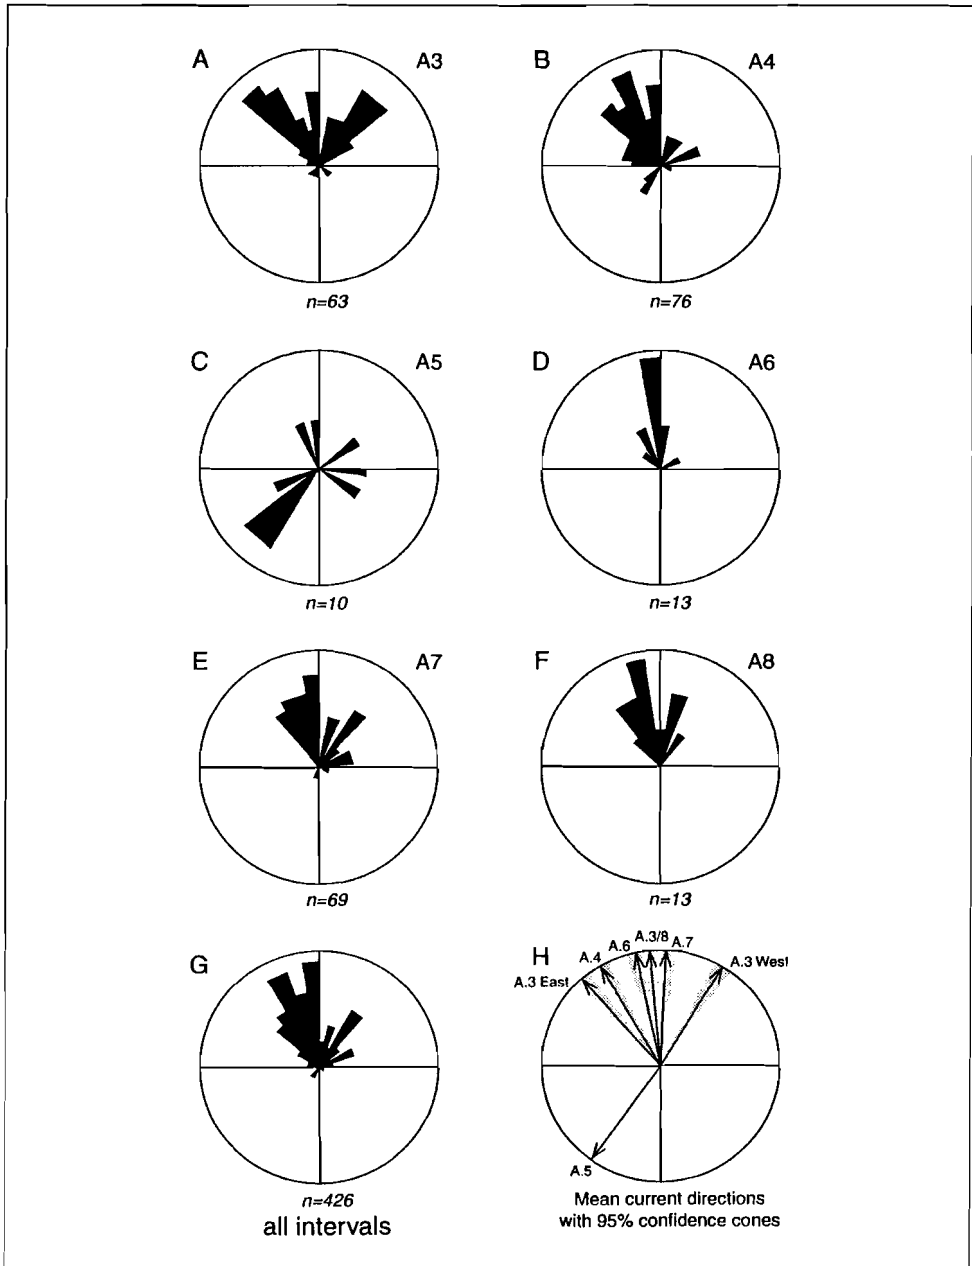 A A3
B A4
n=63
n=76
C A5
D A6
n=10
n=13
E A7
F A8
n=69
n=13
G
H
A.3 East
A.4
A.6
A.3/8
A.7
A.3 West
A.5
n=426
all intervals
Mean current directions
with 95% confidence cones